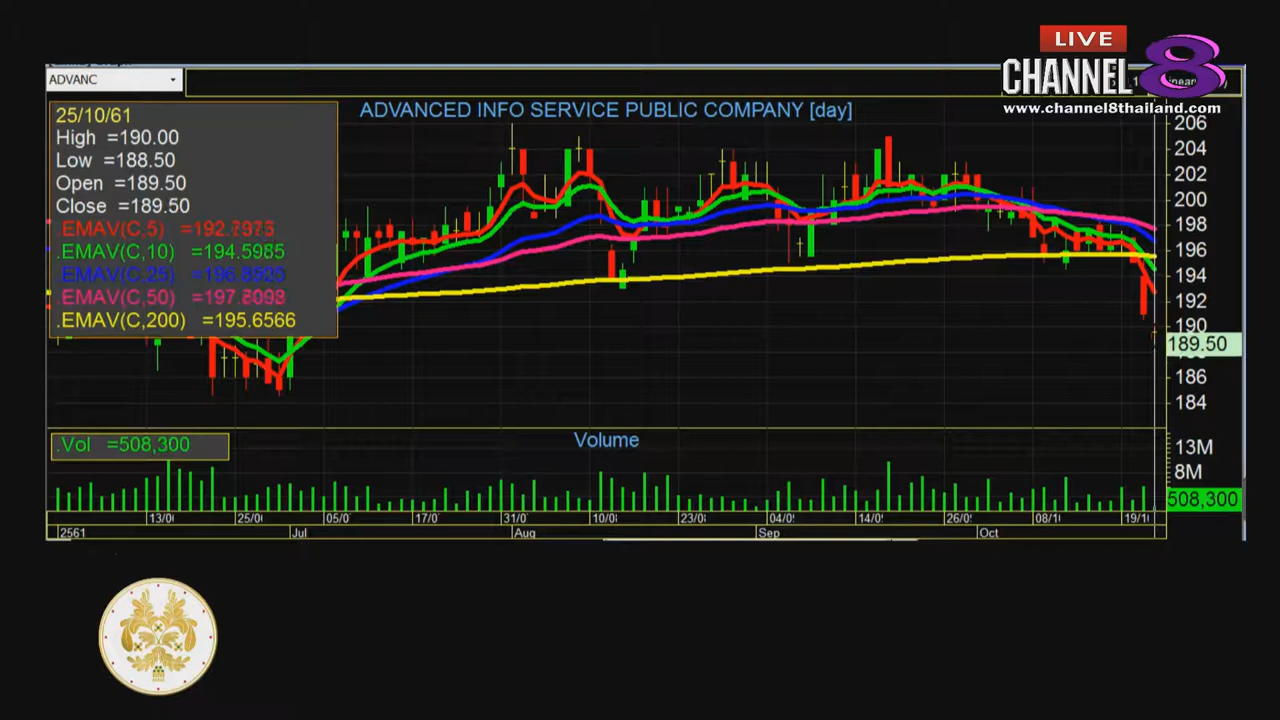 LIVE
CHANNEL 8
www.channel8thailand.com
ADVANC
ADVANCED INFO SERVICE PUBLIC COMPANY [day]
25/10/61
High =190.00
Low =188.50
Open =189.50
Close =189.50
.EMAV(C,5)
.EMAV(C,10) =194.5985
.EMAV(C,25)
.EMAV(C,50)
.EMAV(C,200) =195.6566
206
204
202
200
198
196
194
192
190
189.50
186
184
.Vol =508,300
Volume
13M
8M
508,300
13/0 25/0 05/0 17/0 31/0 10/0 23/0 04/0 14/0 26/0 08/1 19/10
2561 Jul Aug Sep Oct